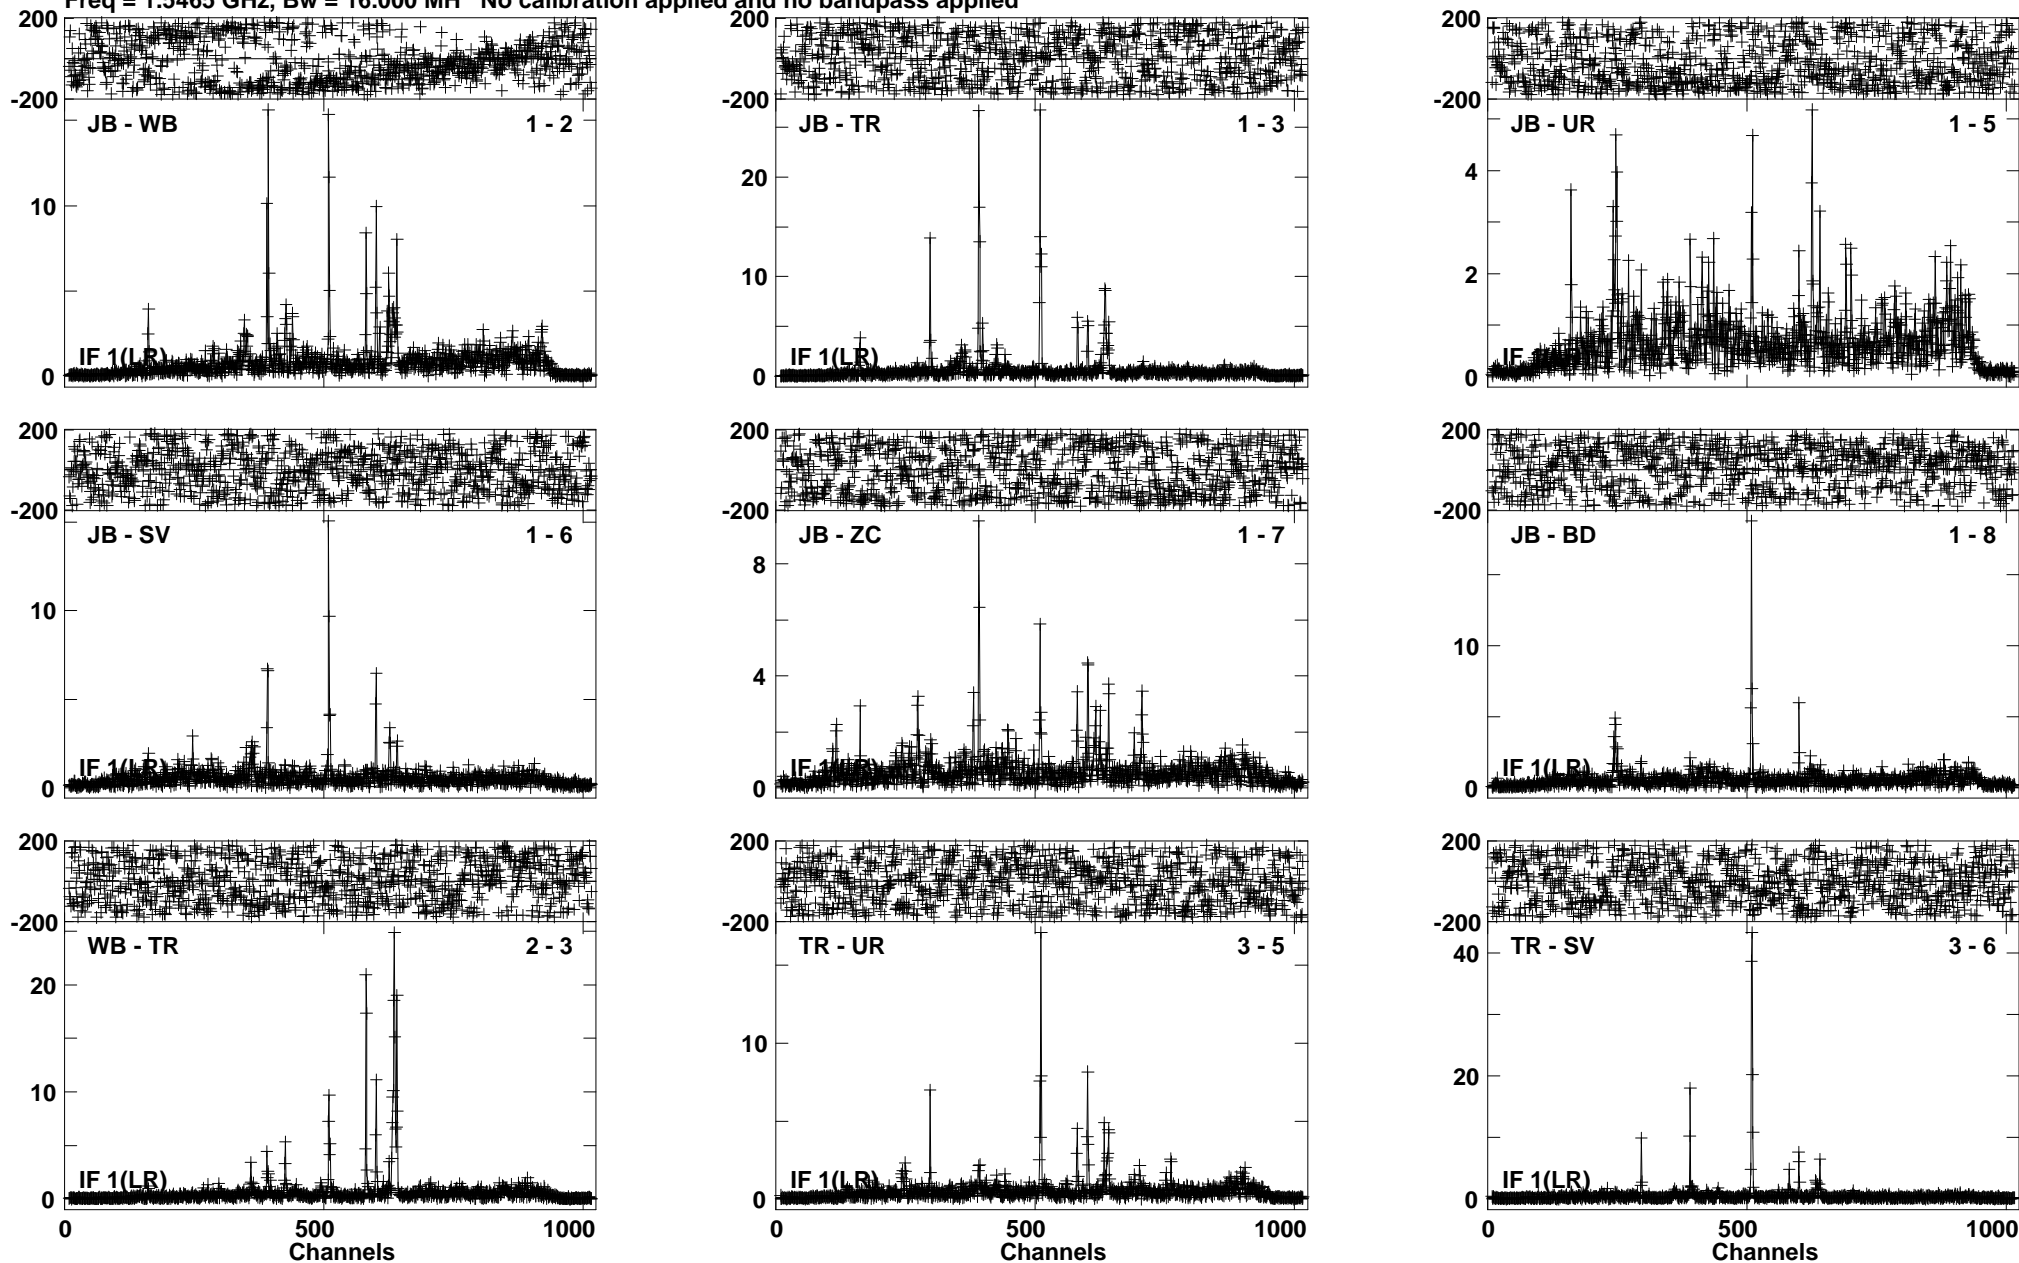 Freq = 1.5465 GHz, Bw = 16.000 MH No calibration applied and no bandpass applied
200
-200
JB - WB 1 - 2
10
IF 1(LR)
0
200
-200
JB - TR 1 - 3
20
10
IF 1(LR)
0
200
-200
JB - UR 1 - 5
4
2
0
200
-200
JB - SV 1 - 6
10
IF 1(LR)
0
200
-200
JB - ZC 1 - 7
8
4
IF 1(LR)
0
200
-200
JB - BD 1 - 8
10
IF 1(LR)
0
200
-200
WB - TR 2 - 3
20
10
IF 1(LR)
0
0 500 1000
Channels
200
-200
TR - UR 3 - 5
10
IF 1(LR)
0
0 500 1000
Channels
200
-200
TR - SV 3 - 6
40
20
IF 1(LR)
0
0 500 1000
Channels